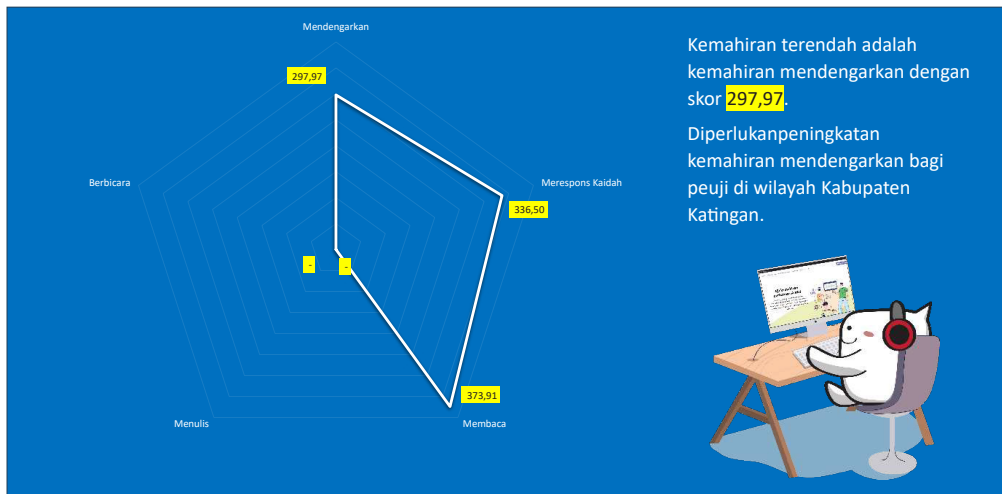 Mendengarkan
297,97
Berbicara
Merespons Kaidah
336,50
-
-
373,91
Menulis
Membaca
Kemahiran terendah adalah
kemahiran mendengarkan dengan
skor 297,97.
Diperlukanpeningkatan
kemahiran mendengarkan bagi
peuji di wilayah Kabupaten
Katingan.